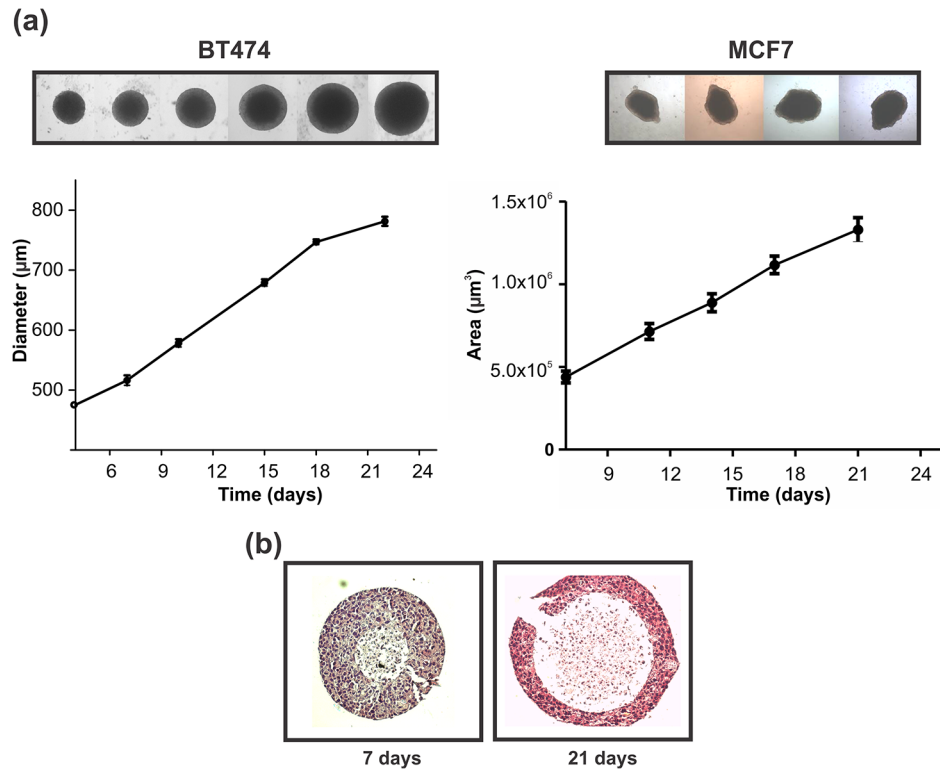 (a)
BT474
MCF7
800
700
600
500
Diameter (µm)
6 9 12 15 18 21 24
Time (days)
1.5x10⁶
1.0x10⁶
5.0x10⁵
0
Area (µm³)
9 12 15 18 21 24
Time (days)
(b)
7 days
21 days